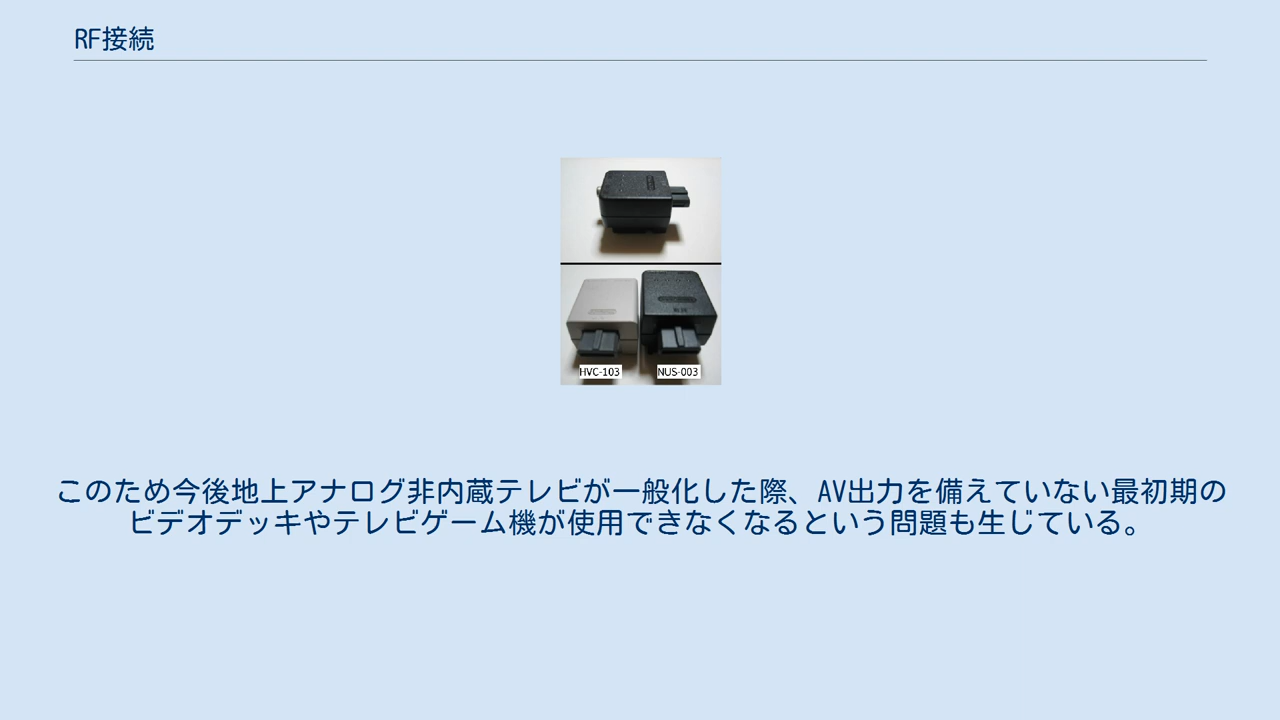 RF接続
HVC-103
NUS-003
このため今後地上アナログ非内蔵テレビが一般化した際、AV出力を備えていない最初期の
ビデオデッキやテレビゲーム機が使用できなくなるという問題も生じている。